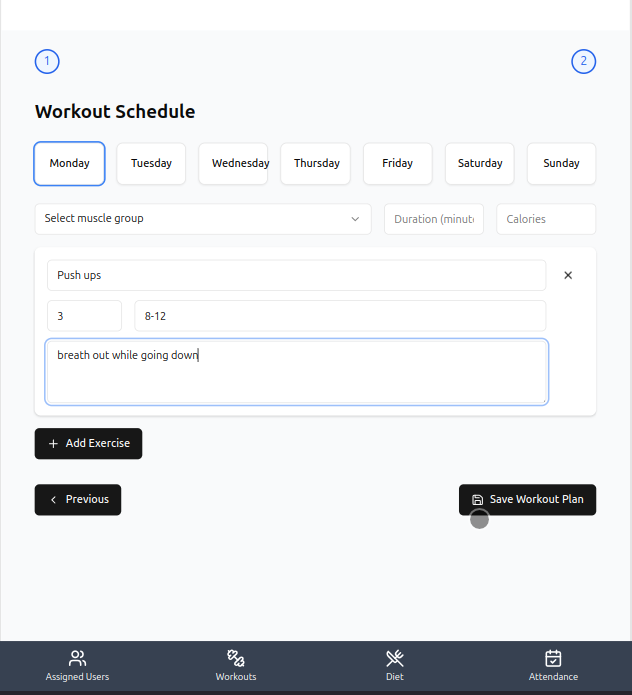 1 2
Workout Schedule
Monday Tuesday Wednesday Thursday Friday Saturday Sunday
Select muscle group Duration (minut Calories
Push ups
3 8-12
breath out while going down
Add Exercise
Previous Save Workout Plan
Assigned Users Workouts Diet Attendance